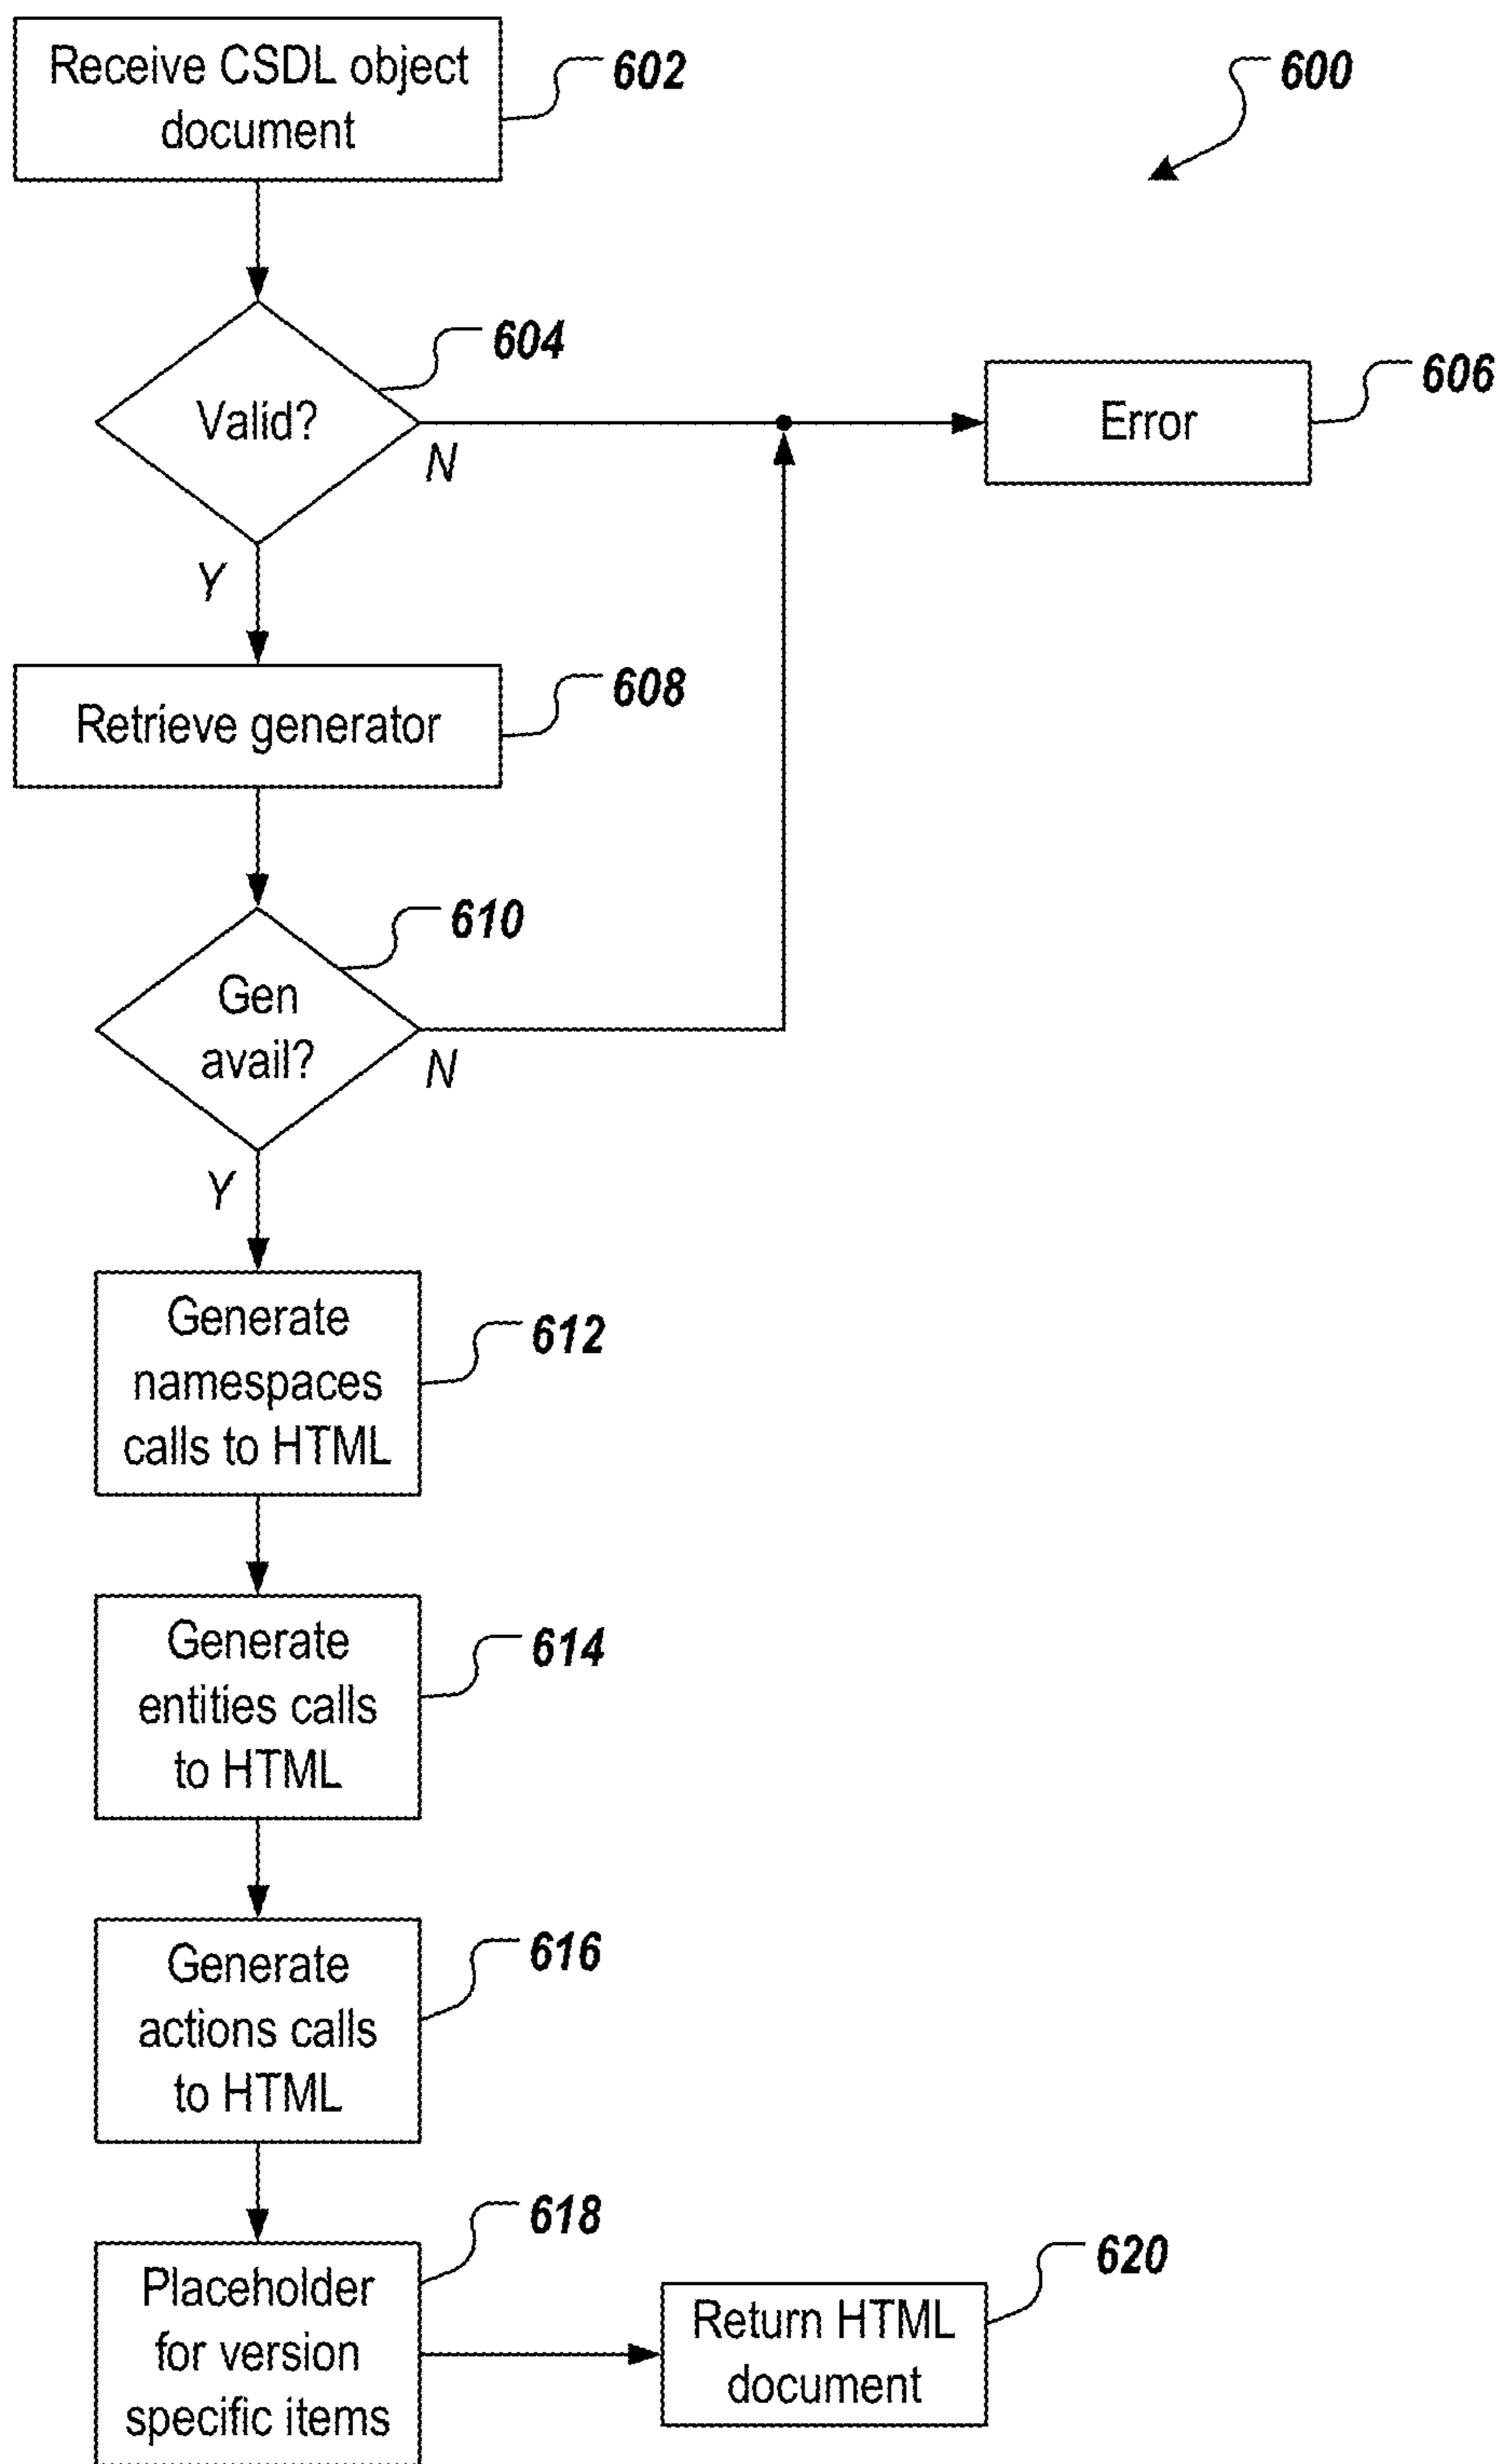 Receive CSDL object
document
602
600
604
Valid?
N
Error
606
Y
Retrieve generator
608
610
Gen
avail?
N
Y
Generate
namespaces
calls to HTML
612
Generate
entities calls
to HTML
614
Generate
actions calls
to HTML
616
Placeholder
for version
specific items
618
Return HTML
document
620